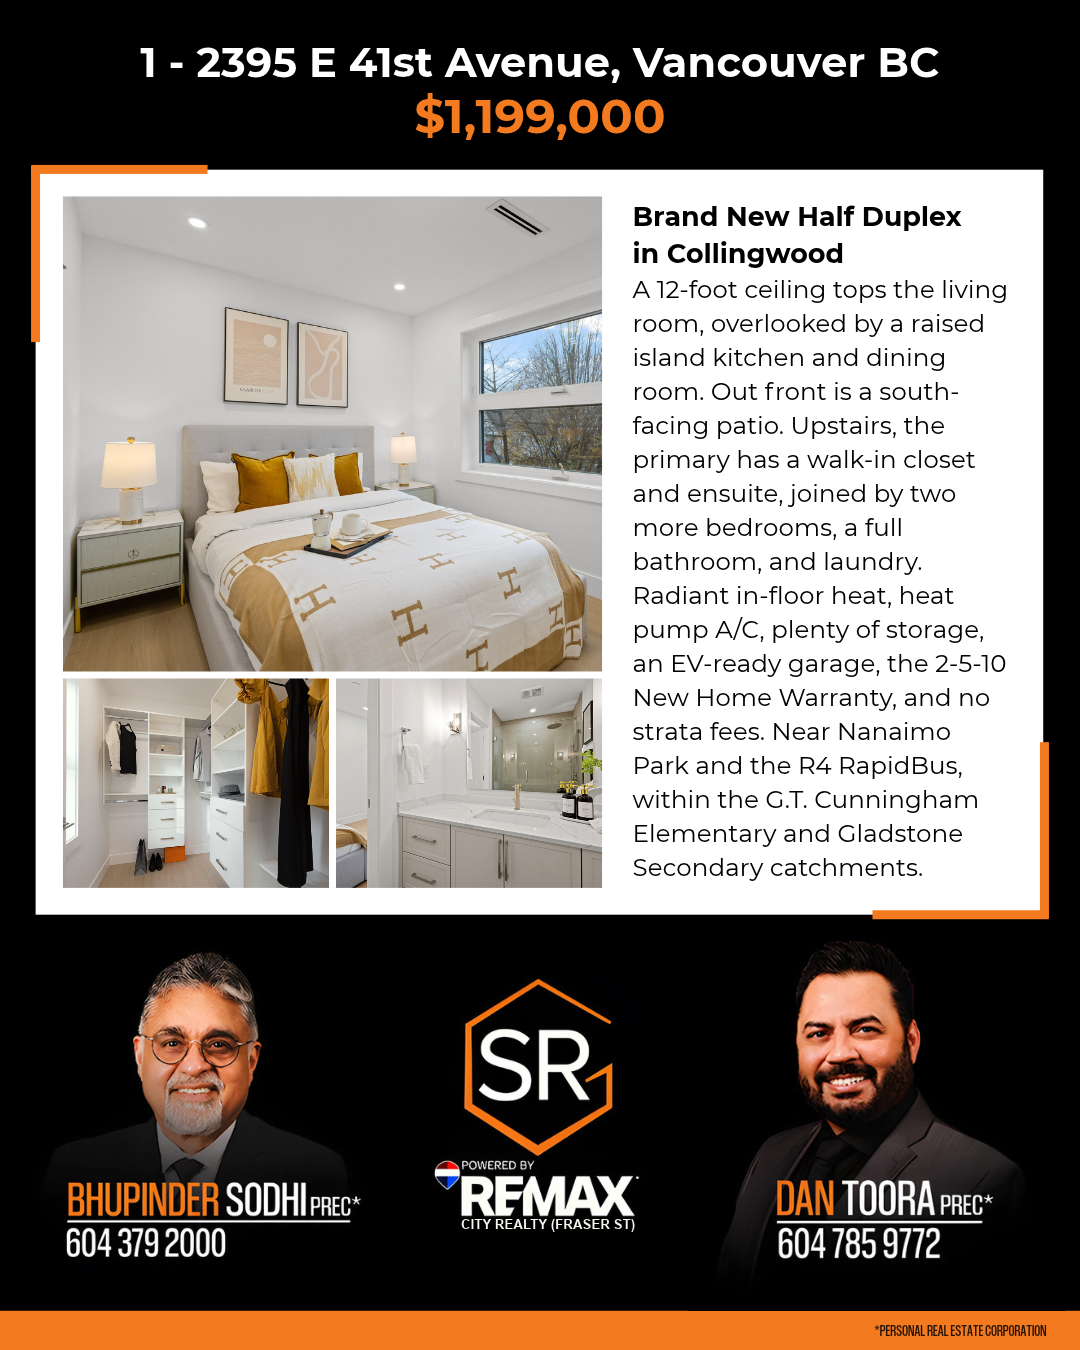 1 - 2395 E 41st Avenue, Vancouver BC
$1,199,000
Brand New Half Duplex
in Collingwood
A 12-foot ceiling tops the living
room, overlooked by a raised
island kitchen and dining
room. Out front is a south-
facing patio. Upstairs, the
primary has a walk-in closet
and ensuite, joined by two
more bedrooms, a full
bathroom, and laundry.
Radiant in-floor heat, heat
pump A/C, plenty of storage,
an EV-ready garage, the 2-5-10
New Home Warranty, and no
strata fees. Near Nanaimo
Park and the R4 RapidBus,
within the G.T. Cunningham
Elementary and Gladstone
Secondary catchments.
SR
POWERED BY
REMAX
CITY REALTY (FRASER ST)
BHUPINDER SODHI PREC*
604 379 2000
DAN TOORA PREC*
604 785 9772
*PERSONAL REAL ESTATE CORPORATION